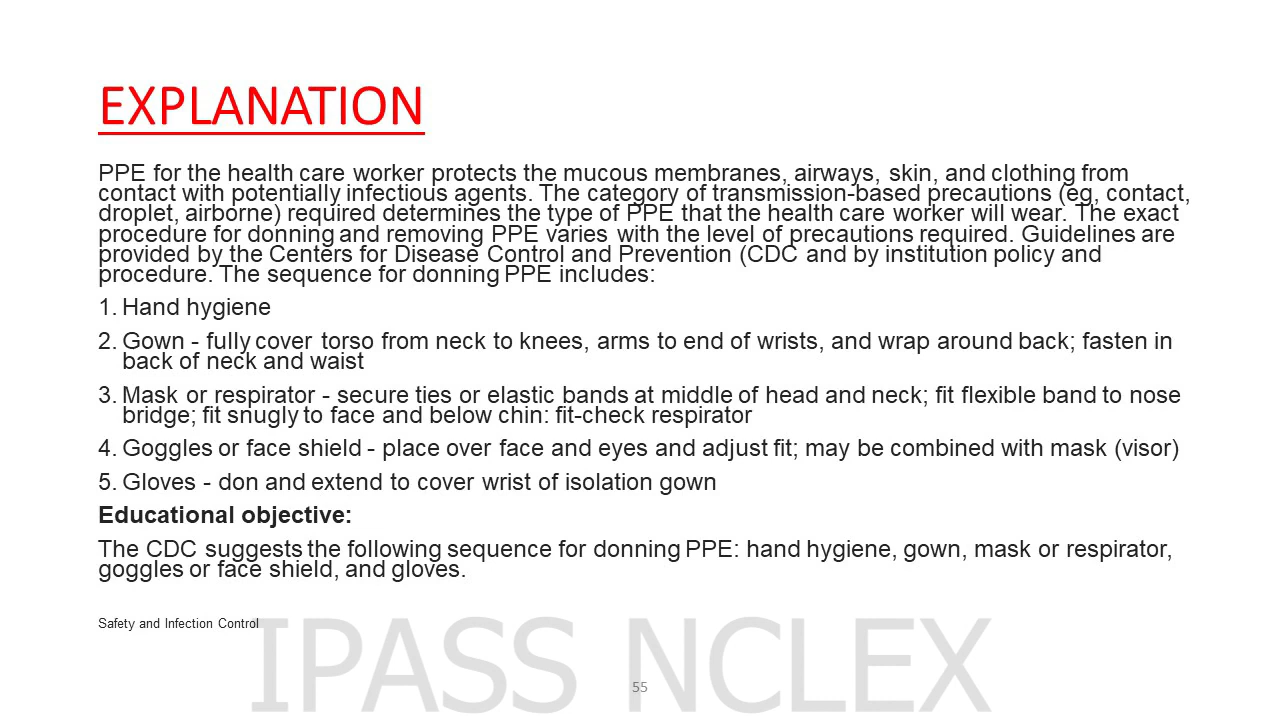 EXPLANATION
PPE for the health care worker protects the mucous membranes, airways, skin, and clothing from
contact with potentially infectious agents. The category of transmission-based precautions (eg, contact,
droplet, airborne) required determines the type of PPE that the health care worker will wear. The exact
procedure for donning and removing PPE varies with the level of precautions required. Guidelines are
provided by the Centers for Disease Control and Prevention (CDC and by institution policy and
procedure. The sequence for donning PPE includes:
1. Hand hygiene
2. Gown - fully cover torso from neck to knees, arms to end of wrists, and wrap around back; fasten in
back of neck and waist
3. Mask or respirator - secure ties or elastic bands at middle of head and neck; fit flexible band to nose
bridge; fit snugly to face and below chin: fit-check respirator
4. Goggles or face shield - place over face and eyes and adjust fit; may be combined with mask (visor)
5. Gloves - don and extend to cover wrist of isolation gown
Educational objective:
The CDC suggests the following sequence for donning PPE: hand hygiene, gown, mask or respirator,
goggles or face shield, and gloves.
Safety and Infection Control
IPASS NCLEX
55